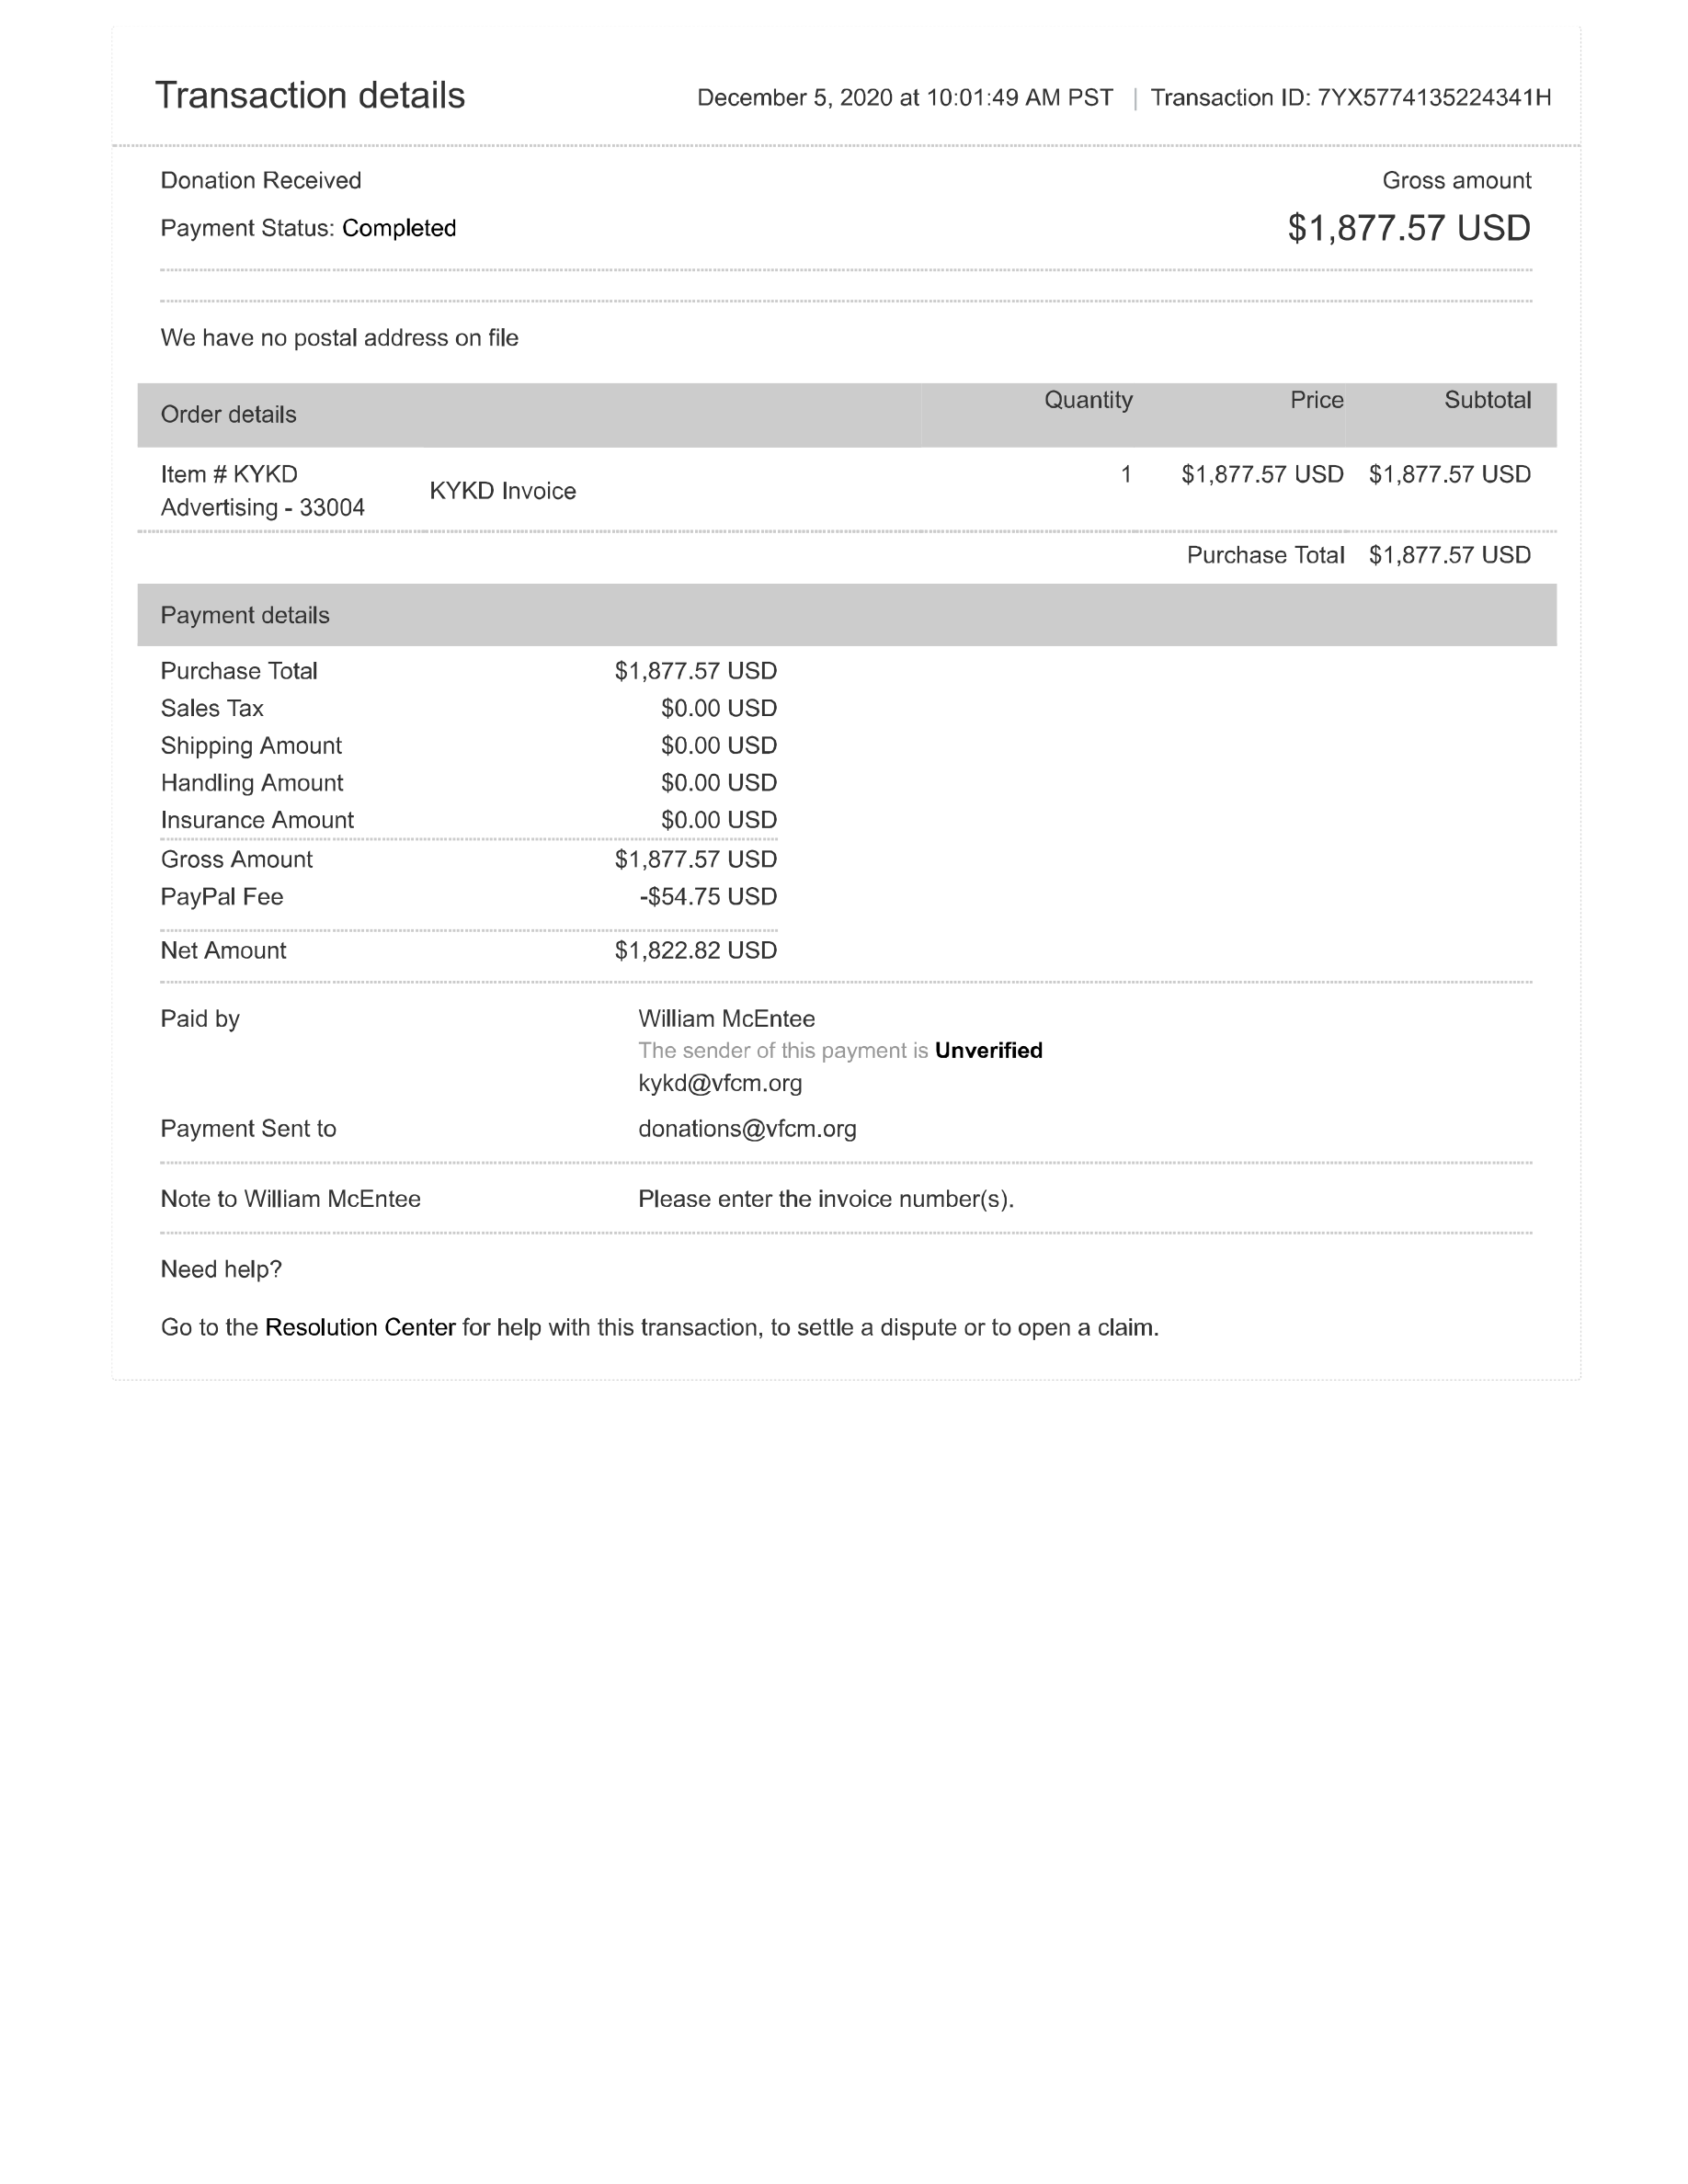 Transaction details
December 5, 2020 at 10:01:49 AM PST | Transaction ID: 7YX5774135224341H
Donation Received
Gross amount
Payment Status: Completed
$1,877.57 USD
We have no postal address on file
Order details Quantity Price Subtotal
Item # KYKD
Advertising - 33004
KYKD Invoice
1 $1,877.57 USD $1,877.57 USD
Purchase Total $1,877.57 USD
Payment details
Purchase Total $1,877.57 USD
Sales Tax $0.00 USD
Shipping Amount $0.00 USD
Handling Amount $0.00 USD
Insurance Amount $0.00 USD
Gross Amount $1,877.57 USD
PayPal Fee -$54.75 USD
Net Amount $1,822.82 USD
Paid by William McEntee
The sender of this payment is Unverified
kykd@vfcm.org
Payment Sent to donations@vfcm.org
Note to William McEntee Please enter the invoice number(s).
Need help?
Go to the Resolution Center for help with this transaction, to settle a dispute or to open a claim.